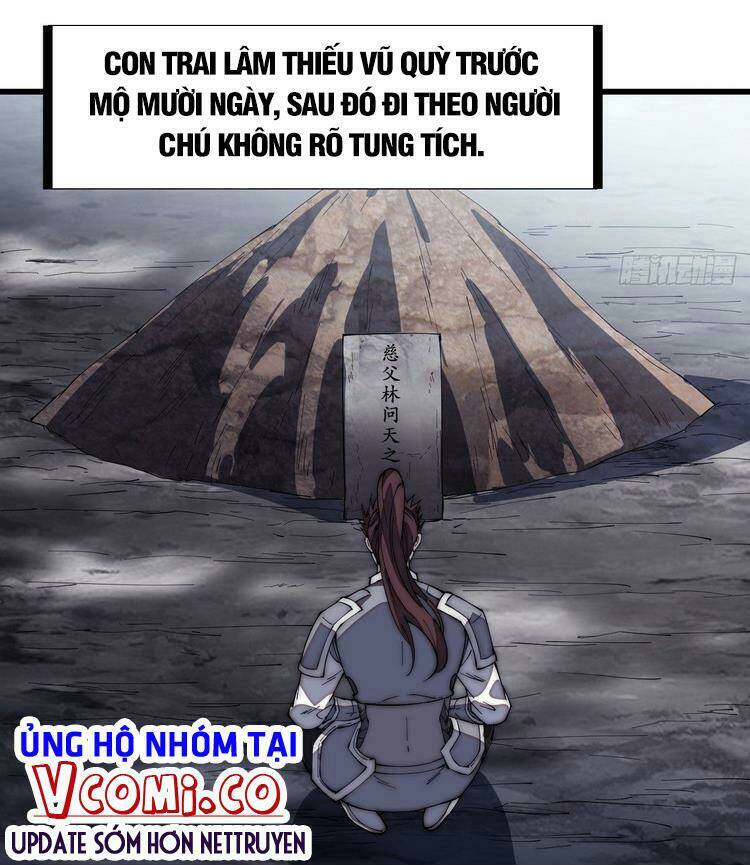 CON TRAI LÂM THIẾU VŨ QUỲ TRƯỚC
MỘ MƯỜI NGÀY, SAU ĐÓ ĐI THEO NGƯỜI
CHÚ KHÔNG RÕ TUNG TÍCH.
腾讯动漫
慈父林问天之
ỦNG HỘ NHÓM TẠI
VCOMI.CO
UPDATE SỚM HƠN NETTRUYEN